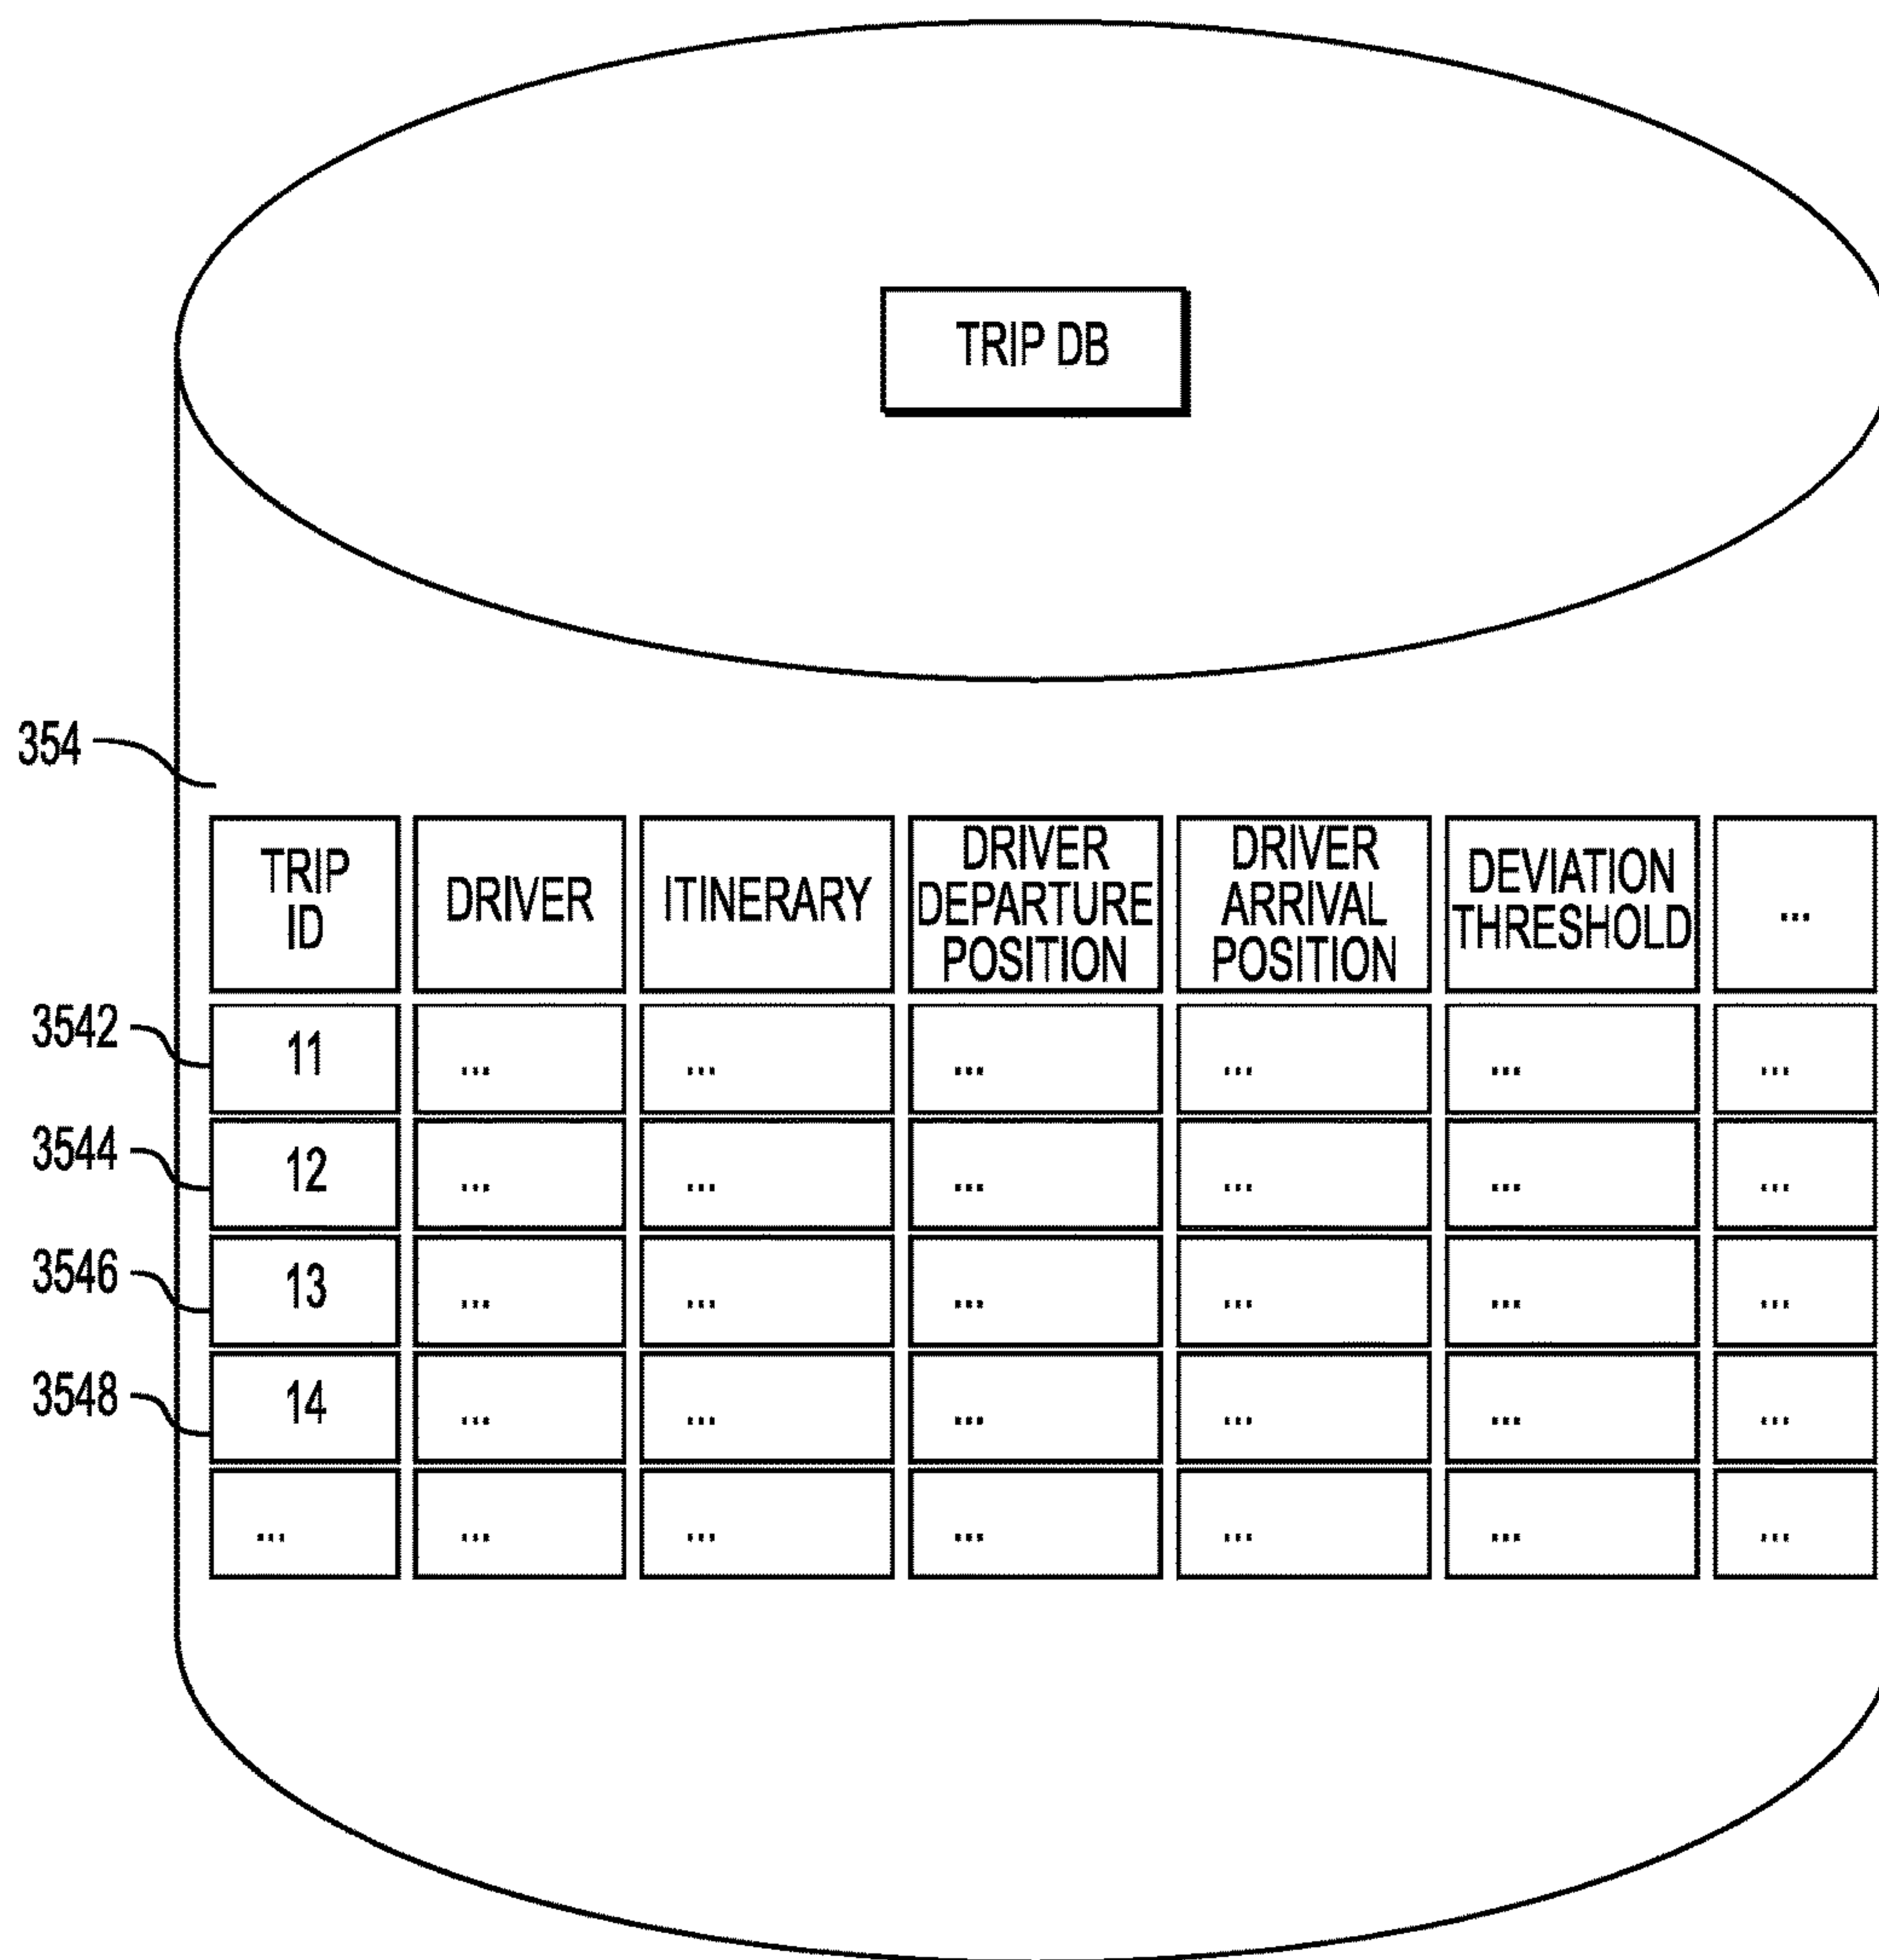 TRIP DB
354
TRIP
ID
DRIVER
ITINERARY
DRIVER
DEPARTURE
POSITION
DRIVER
ARRIVAL
POSITION
DEVIATION
THRESHOLD
...
3542
11 ... ... ... ... ... ...
3544
12 ... ... ... ... ... ...
3546
13 ... ... ... ... ... ...
3548
14 ... ... ... ... ... ...
... ... ... ... ... ... ...